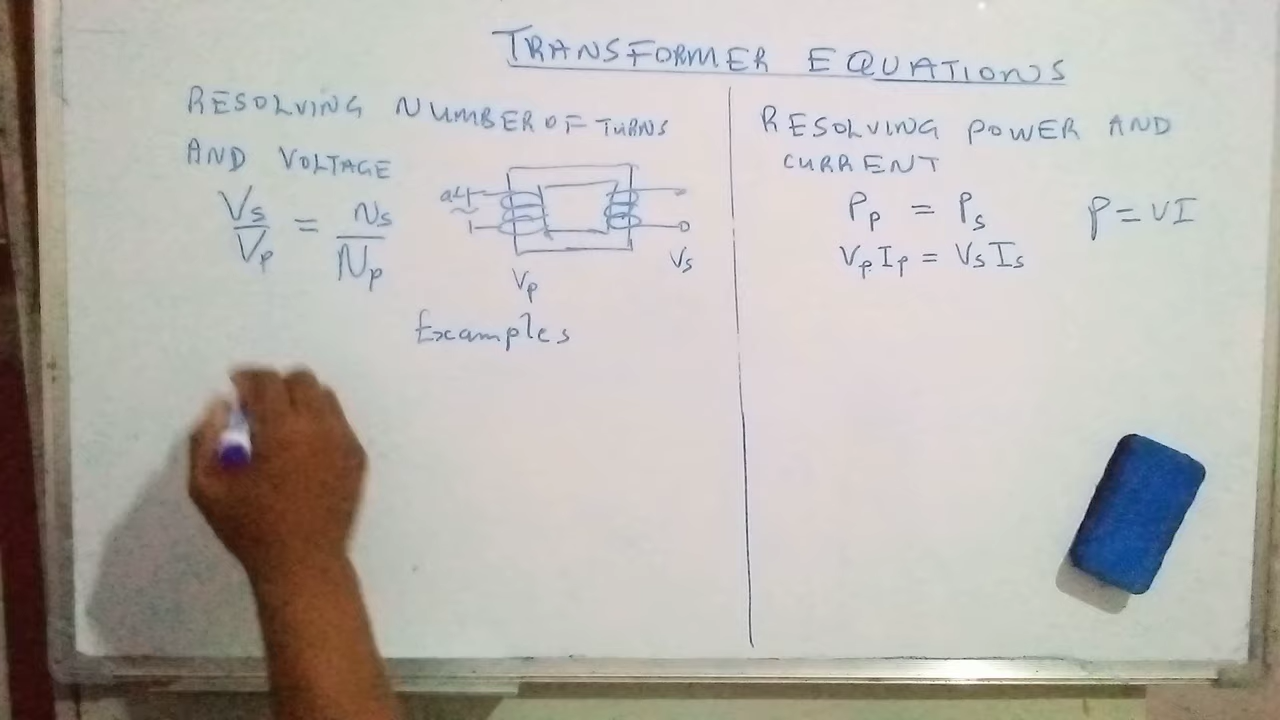 TRANSFORMER EQUATIONS
RESOLVING NUMBER OF TURNS
AND VOLTAGE
Vs/Vp = Ns/Np
Vp
Vs
Examples
RESOLVING POWER AND
CURRENT
Pp = Ps
P = VI
VpIp = VsIs